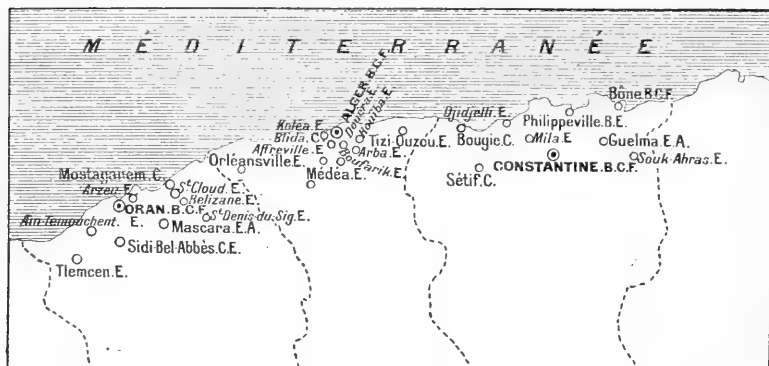 MÉDITERRANÉE
ALGER.B.C.F.
Douéra.E.
Kouba.E.
Koléa.E.
Blida.C.
Affreville.E.
Boufarik.E.
Arba.E.
Médéa.E.
Tizi-Ouzou.E.
Orléansville.E.
Djidjelli.E.
Bougie.C.
Philippeville.B.E.
Bône.B.C.F.
Mila.E
Guelma.E.A.
CONSTANTINE.B.C.F.
Souk-Ahras.E.
Sétif.C.
Mostaganem.C.
Arzeu.E.
St Cloud.E.
Relizane.E.
ORAN.B.C.F.
St Denis-du-Sig.E.
Aïn Temouchent.
E.
Mascara.E.A.
Sidi-Bel-Abbès.C.E.
Tlemcen.E.